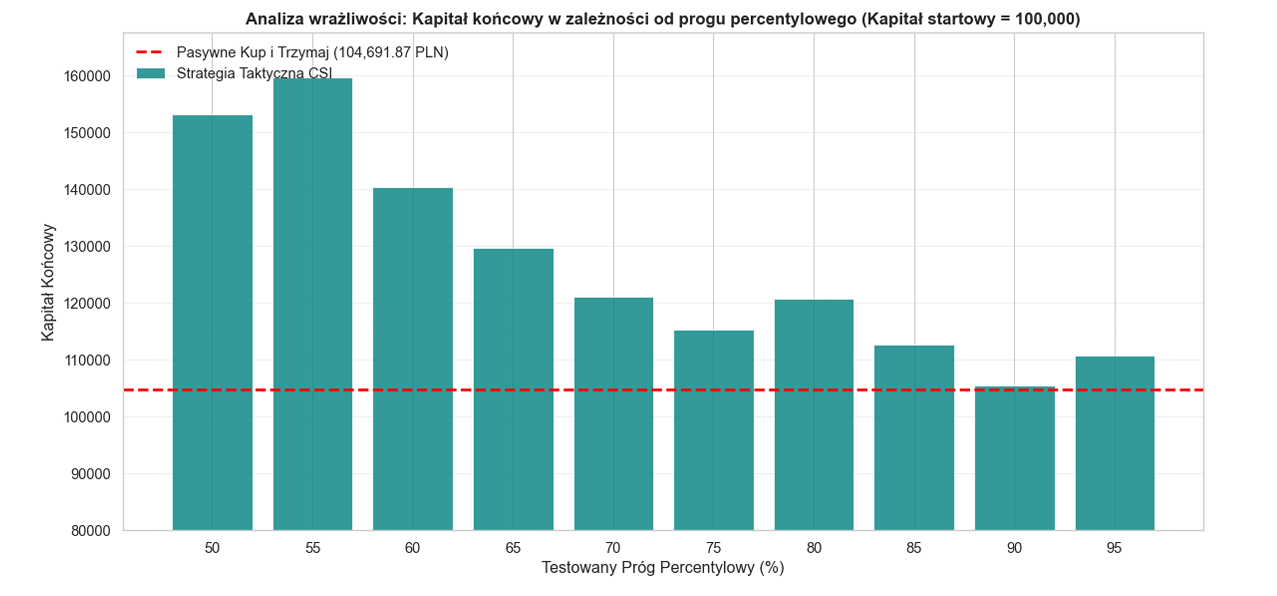 Analiza wrażliwości: Kapitał końcowy w zależności od progu percentylowego (Kapitał startowy = 100,000)
Pasywne Kup i Trzymaj (104,691.87 PLN)
Strategia Taktyczna CSI
Kapitał Końcowy
160000
150000
140000
130000
120000
110000
100000
90000
80000
50 55 60 65 70 75 80 85 90 95
Testowany Próg Percentylowy (%)